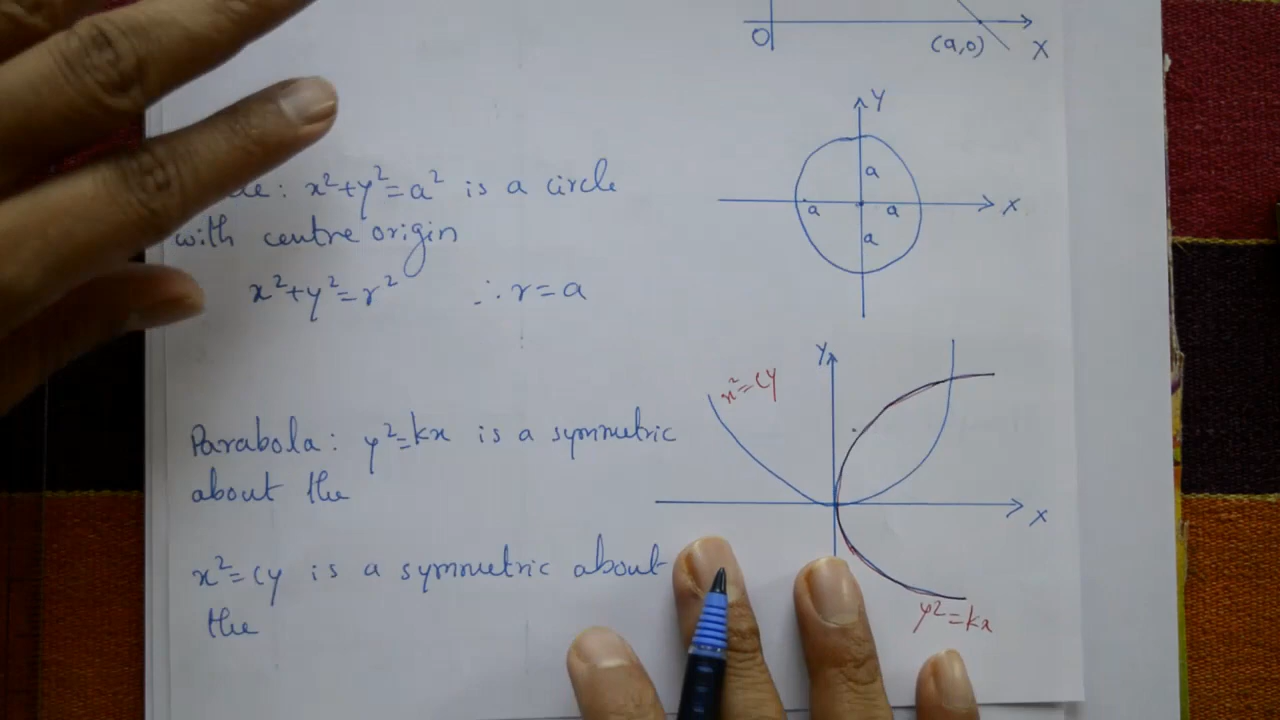 O (a,0) X
Y
: x²+y²=a² is a circle
a
a a X
with centre origin
a
x²+y²=r² ∴ r=a
Y
x²=cy
Parabola: y²=kx is a symmetric
about the
X
x²=cy is a symmetric about
the
y²=kx